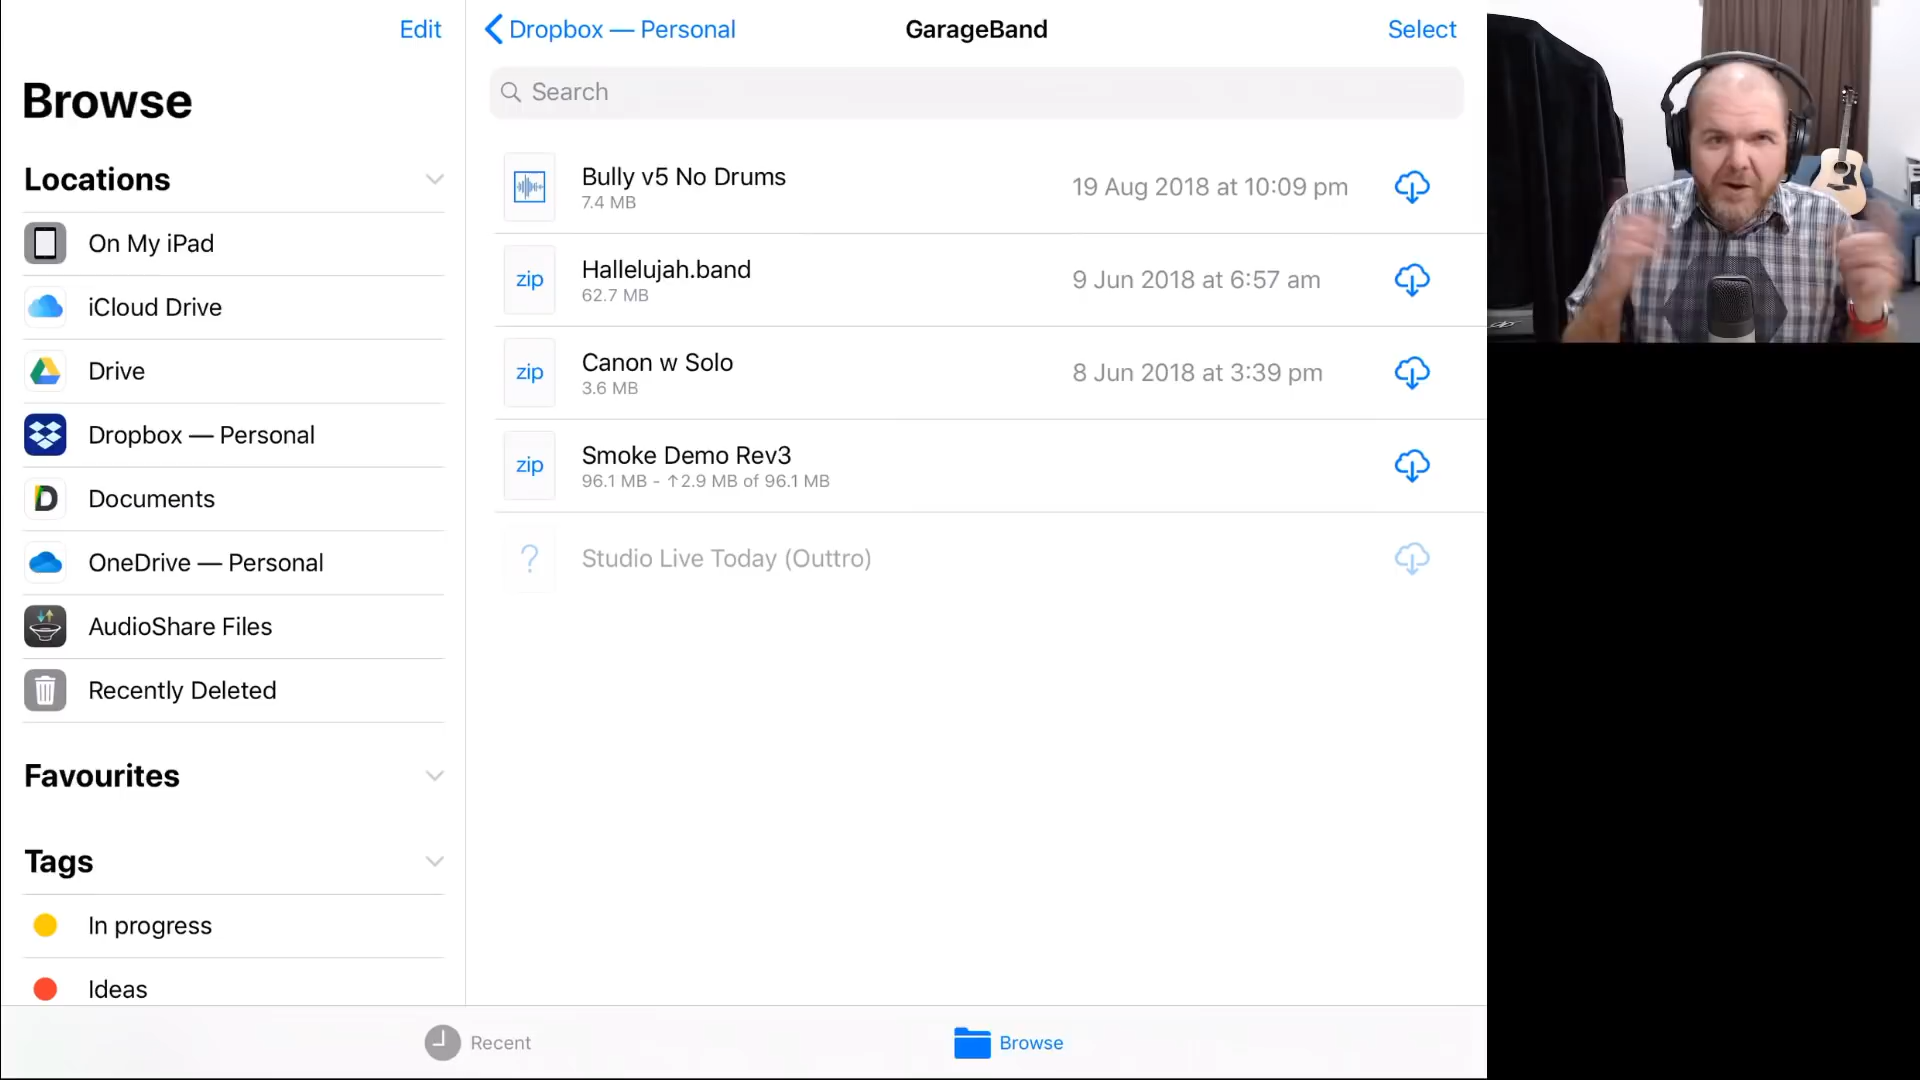 Edit
Browse
Locations
On My iPad
iCloud Drive
Drive
Dropbox — Personal
Documents
OneDrive — Personal
AudioShare Files
Recently Deleted
Favourites
Tags
In progress
Ideas
Dropbox — Personal
GarageBand
Select
Search
Bully v5 No Drums
7.4 MB
19 Aug 2018 at 10:09 pm
zip
Hallelujah.band
62.7 MB
9 Jun 2018 at 6:57 am
zip
Canon w Solo
3.6 MB
8 Jun 2018 at 3:39 pm
zip
Smoke Demo Rev3
96.1 MB - ↑2.9 MB of 96.1 MB
?
Studio Live Today (Outtro)
Recent
Browse